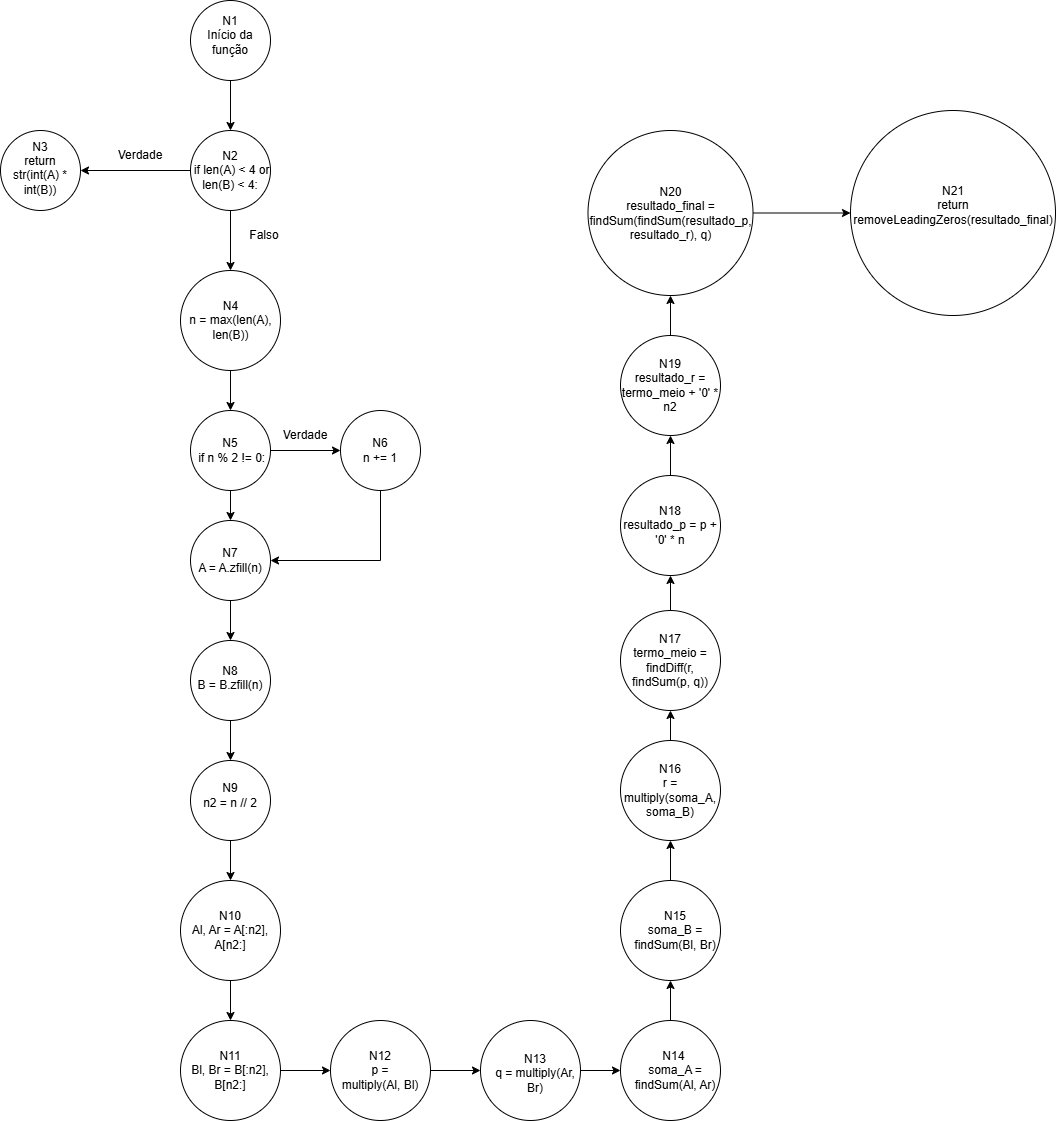 N1
Início da
função
N2
if len(A) < 4 or
len(B) < 4:
Verdade
N3
return
str(int(A) *
int(B))
Falso
N4
n = max(len(A),
len(B))
N5
if n % 2 != 0:
Verdade
N6
n += 1
N7
A = A.zfill(n)
N8
B = B.zfill(n)
N9
n2 = n // 2
N10
Al, Ar = A[:n2],
A[n2:]
N11
Bl, Br = B[:n2],
B[n2:]
N12
p =
multiply(Al, Bl)
N13
q = multiply(Ar,
Br)
N14
soma_A =
findSum(Al, Ar)
N15
soma_B =
findSum(Bl, Br)
N16
r =
multiply(soma_A,
soma_B)
N17
termo_meio =
findDiff(r,
findSum(p, q))
N18
resultado_p = p +
'0' * n
N19
resultado_r =
termo_meio + '0' *
n2
N20
resultado_final =
findSum(findSum(resultado_p,
resultado_r), q)
N21
return
removeLeadingZeros(resultado_final)